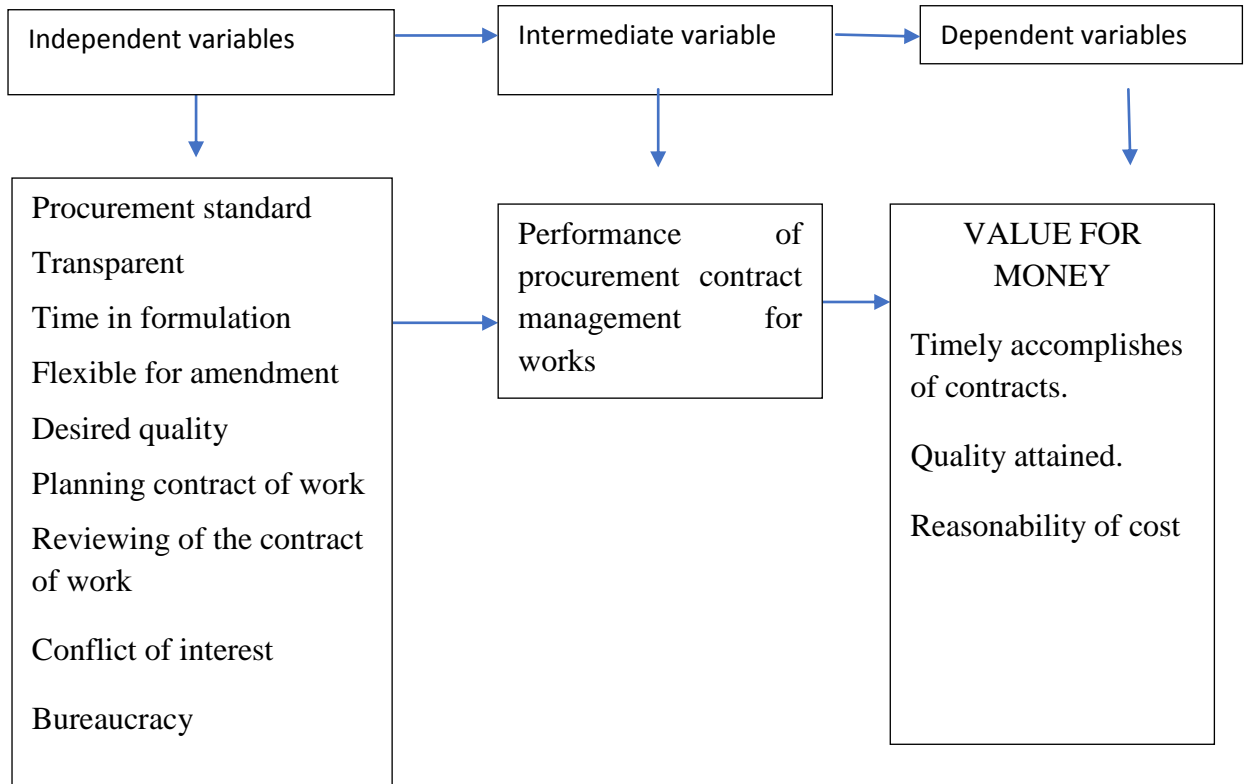 Independent variables
Intermediate variable
Dependent variables
Procurement standard
Transparent
Time in formulation
Flexible for amendment
Desired quality
Planning contract of work
Reviewing of the contract
of work
Conflict of interest
Bureaucracy
Performance of
procurement contract
management for
works
VALUE FOR
MONEY
Timely accomplishes
of contracts.
Quality attained.
Reasonability of cost